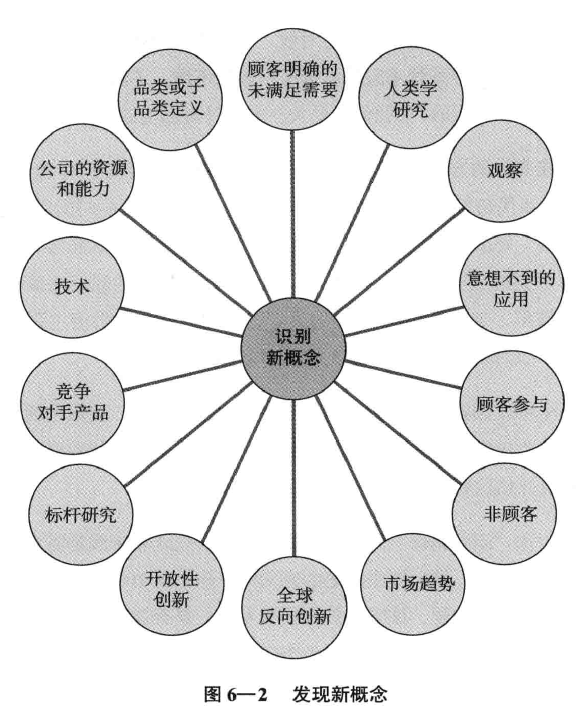 顾客明确的
未满足需要
人类学
研究
观察
意想不到的
应用
顾客参与
非顾客
市场趋势
全球
反向创新
开放性
创新
标杆研究
竞争
对手产品
技术
公司的资源
和能力
品类或子
品类定义
识别
新概念
图 6—2 发现新概念